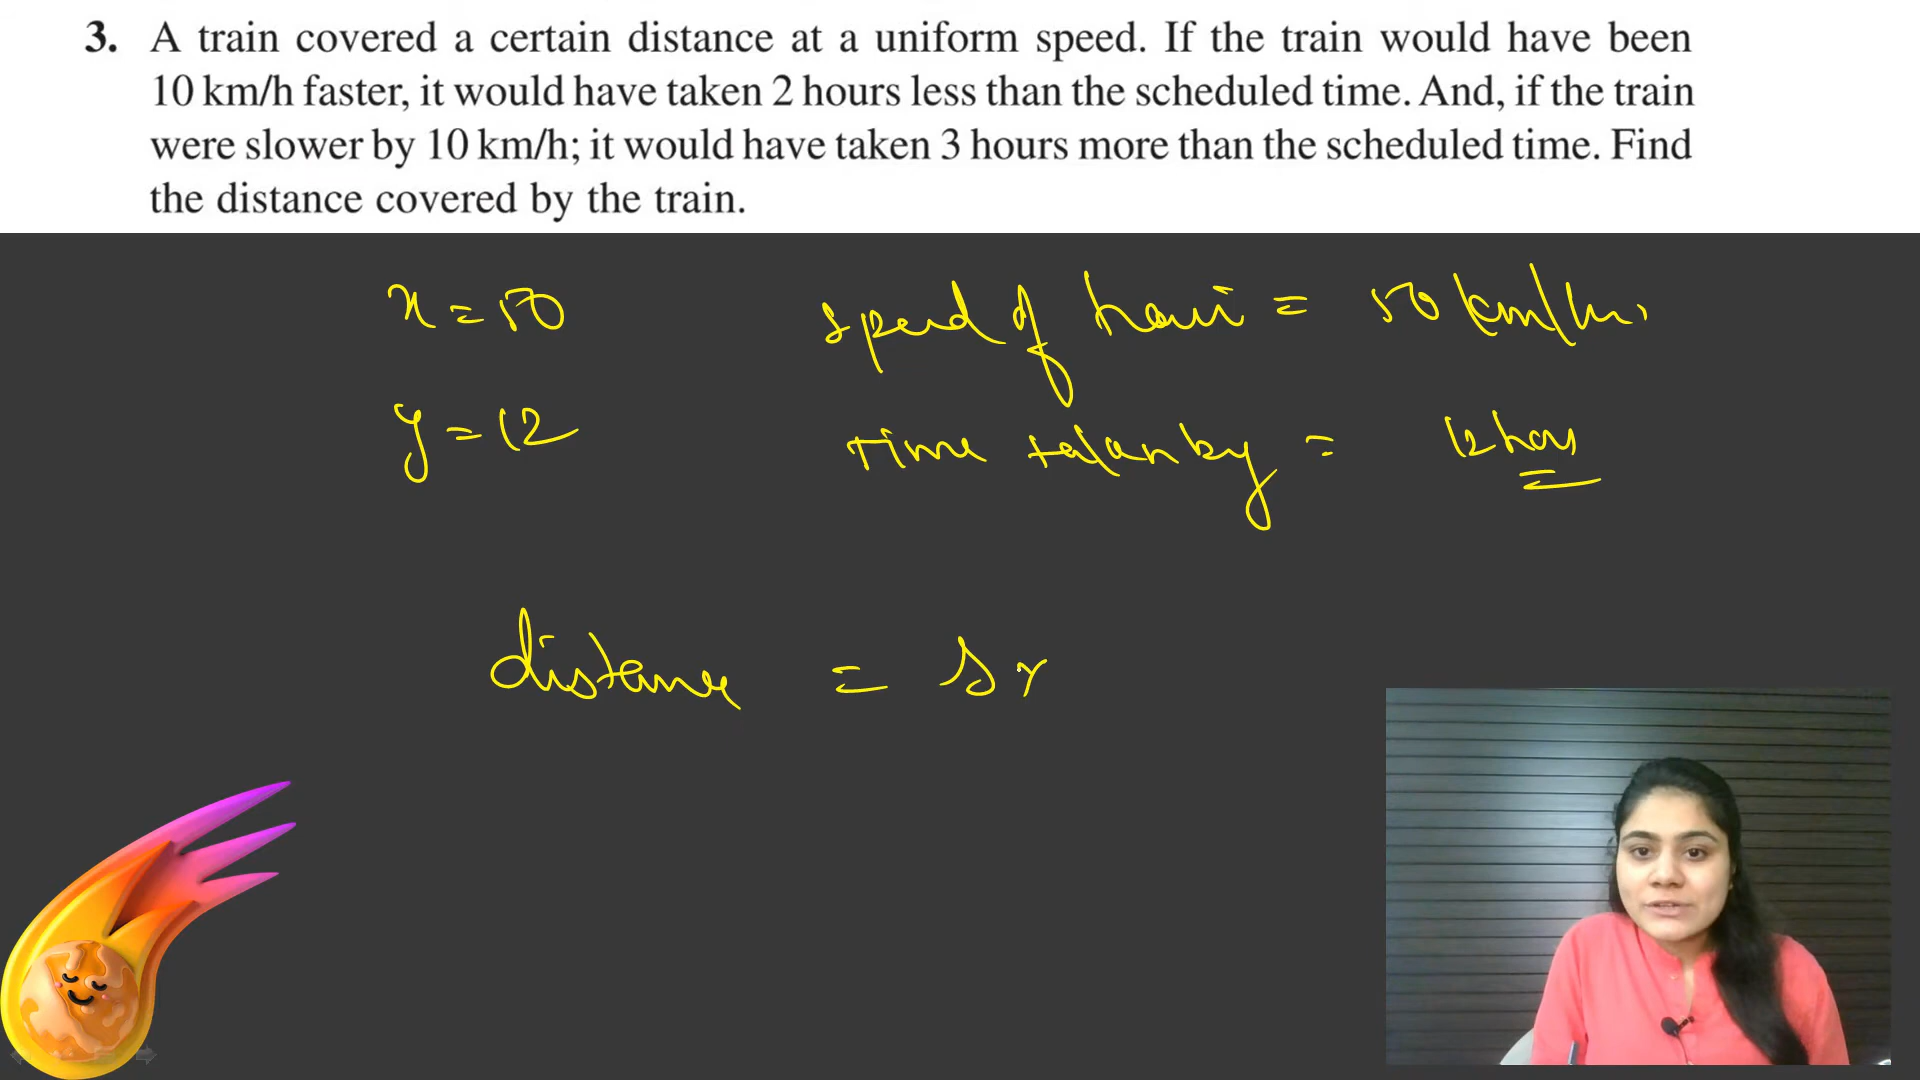 3. A train covered a certain distance at a uniform speed. If the train would have been
10 km/h faster, it would have taken 2 hours less than the scheduled time. And, if the train
were slower by 10 km/h; it would have taken 3 hours more than the scheduled time. Find
the distance covered by the train.
x = 50 speed of train = 50 km/hr.
y = 12 Time taken by = 12 hours
distance = s x